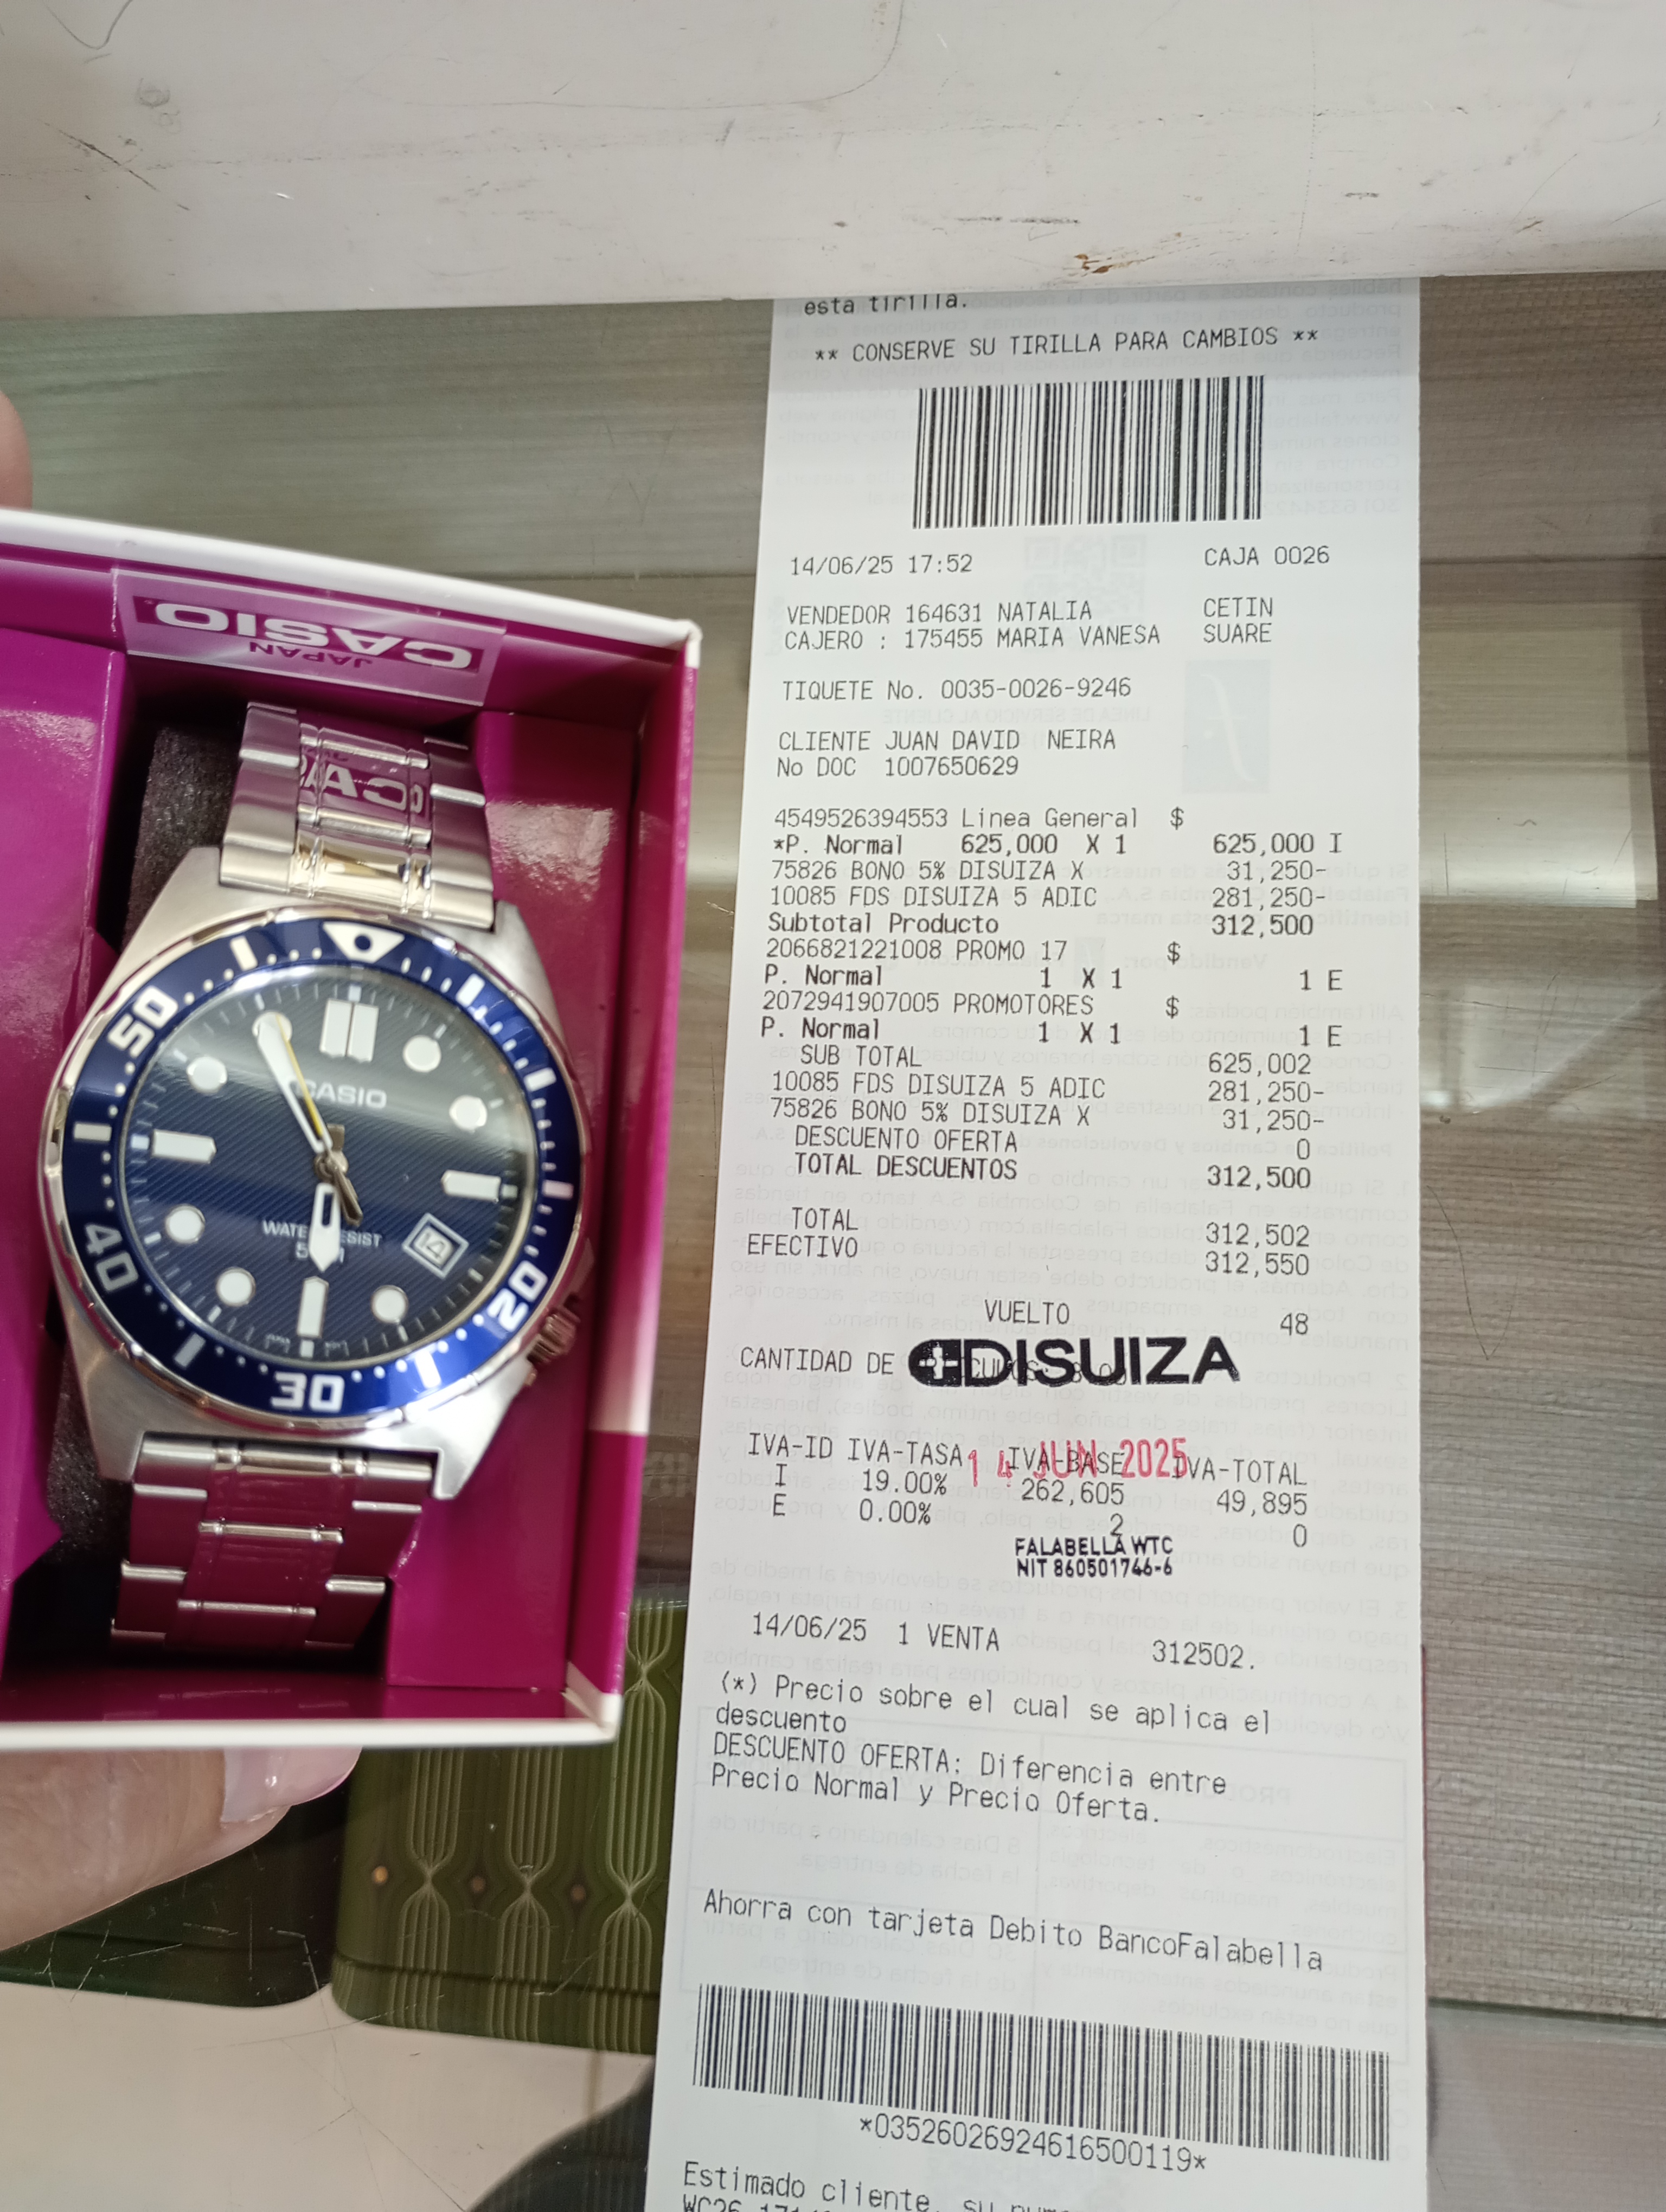 esta tirilla.
** CONSERVE SU TIRILLA PARA CAMBIOS **
14/06/25 17:52 CAJA 0026
VENDEDOR 164631 NATALIA CETIN
CAJERO : 175455 MARIA VANESA SUARE
TIQUETE No. 0035-0026-9246
CLIENTE JUAN DAVID NEIRA
No DOC 1007650629
4549526394553 Linea General $
*P. Normal 625,000 X 1 625,000 I
75826 BONO 5% DISUIZA X 31,250-
10085 FDS DISUIZA 5 ADIC 281,250-
Subtotal Producto 312,500
2066821221008 PROMO 17 $
P. Normal 1 X 1 1 E
2072941907005 PROMOTORES $
P. Normal 1 X 1 1 E
SUB TOTAL 625,002
10085 FDS DISUIZA 5 ADIC 281,250-
75826 BONO 5% DISUIZA X 31,250-
DESCUENTO OFERTA 0
TOTAL DESCUENTOS 312,500
TOTAL 312,502
EFECTIVO 312,550
VUELTO 48
CANTIDAD DE
DISUIZA
IVA-ID IVA-TASA IVA-BASE IVA-TOTAL
14 JUN 2025
I 19.00% 262,605 49,895
E 0.00% 2 0
FALABELLA WTC
NIT 860501746-6
14/06/25 1 VENTA 312502.
(*) Precio sobre el cual se aplica el
descuento
DESCUENTO OFERTA: Diferencia entre
Precio Normal y Precio Oferta.
Ahorra con tarjeta Debito BancoFalabella
*03526026924616500119*
Estimado cliente, su
CASIO
JAPAN
50
CASIO
WATER RESIST
14
40
20
30